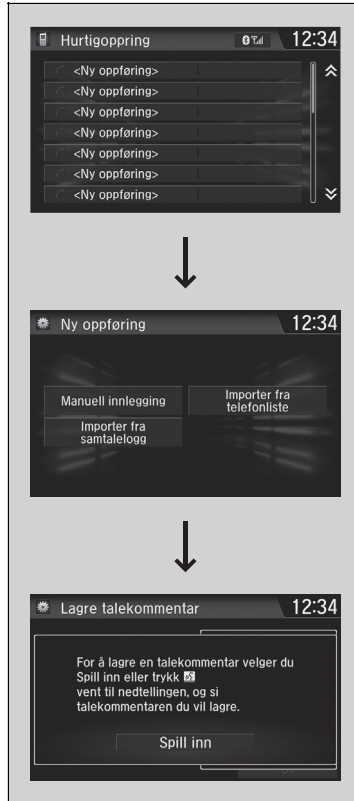 Hurtigoppring 12:34
<Ny oppføring>
<Ny oppføring>
<Ny oppføring>
<Ny oppføring>
<Ny oppføring>
<Ny oppføring>
<Ny oppføring>
Ny oppføring 12:34
Manuell innlegging
Importer fra
telefonliste
Importer fra
samtalelogg
Lagre talekommentar 12:34
For å lagre en talekommentar velger du
Spill inn eller trykk
vent til nedtellingen, og si
talekommentaren du vil lagre.
Spill inn